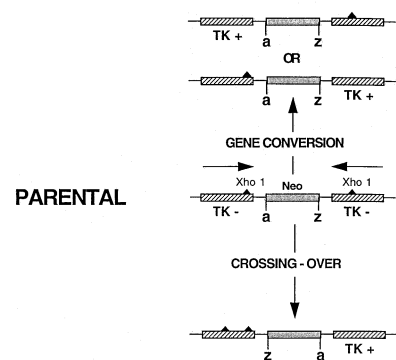 TK +
a z
OR
a z
TK +
GENE CONVERSION
Xho 1 Neo Xho 1
PARENTAL
TK - a z TK -
CROSSING - OVER
TK +
z a